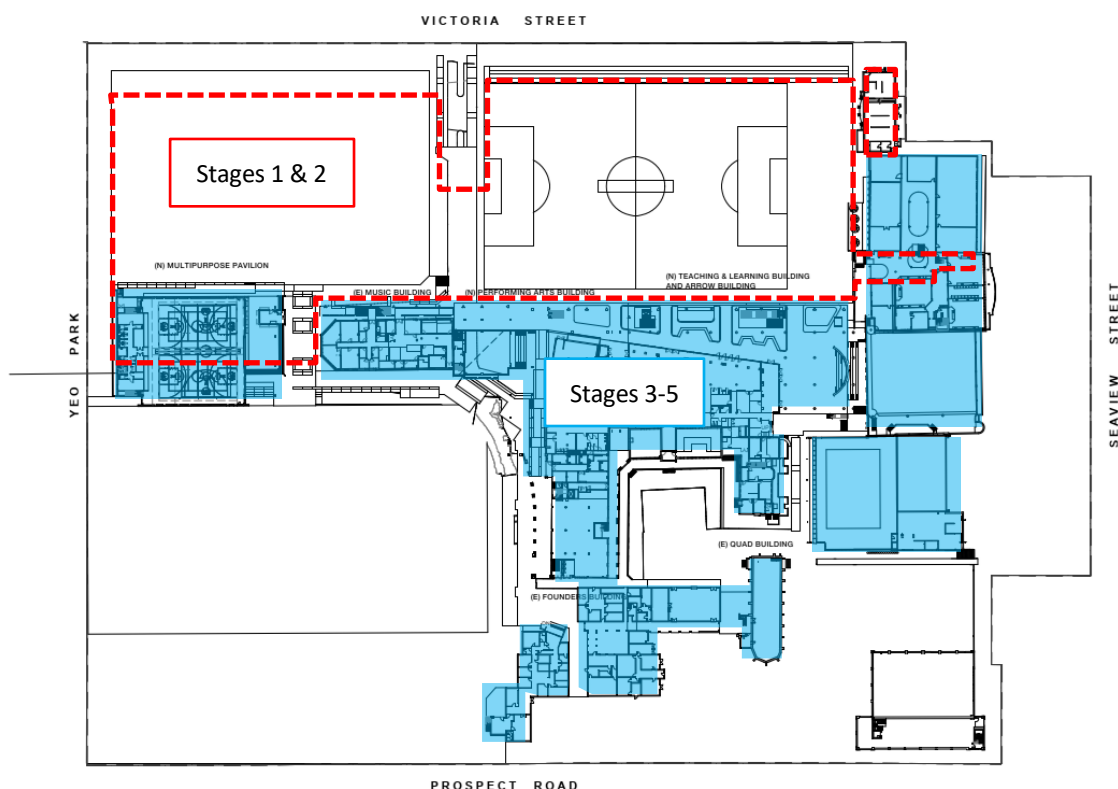 VICTORIA STREET
Stages 1 & 2
(N) MULTIPURPOSE PAVILION
(E) MUSIC BUILDING
(N) PERFORMING ARTS BUILDING
(N) TEACHING & LEARNING BUILDING
AND ARROW BUILDING
YEO PARK
SEAVIEW STREET
Stages 3-5
(E) QUAD BUILDING
(E) FOUNDERS BUILDING
PROSPECT ROAD